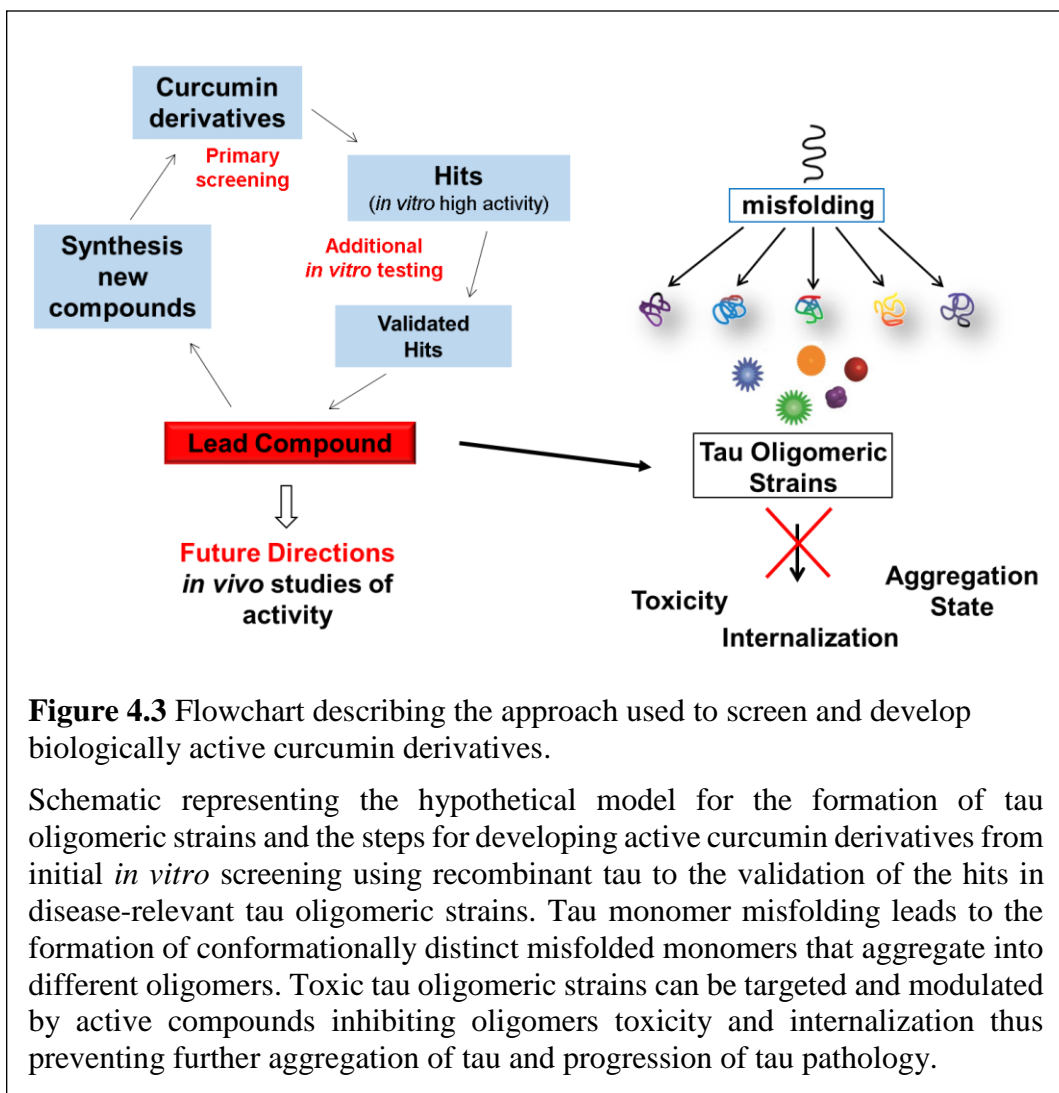 Curcumin
derivatives
Primary
screening
Hits
(in vitro high activity)
Synthesis
new
compounds
Additional
in vitro testing
Validated
Hits
Lead Compound
Future Directions
in vivo studies of
activity
misfolding
Tau Oligomeric
Strains
Toxicity
Internalization
Aggregation
State
Figure 4.3 Flowchart describing the approach used to screen and develop
biologically active curcumin derivatives.
Schematic representing the hypothetical model for the formation of tau
oligomeric strains and the steps for developing active curcumin derivatives from
initial in vitro screening using recombinant tau to the validation of the hits in
disease-relevant tau oligomeric strains. Tau monomer misfolding leads to the
formation of conformationally distinct misfolded monomers that aggregate into
different oligomers. Toxic tau oligomeric strains can be targeted and modulated
by active compounds inhibiting oligomers toxicity and internalization thus
preventing further aggregation of tau and progression of tau pathology.